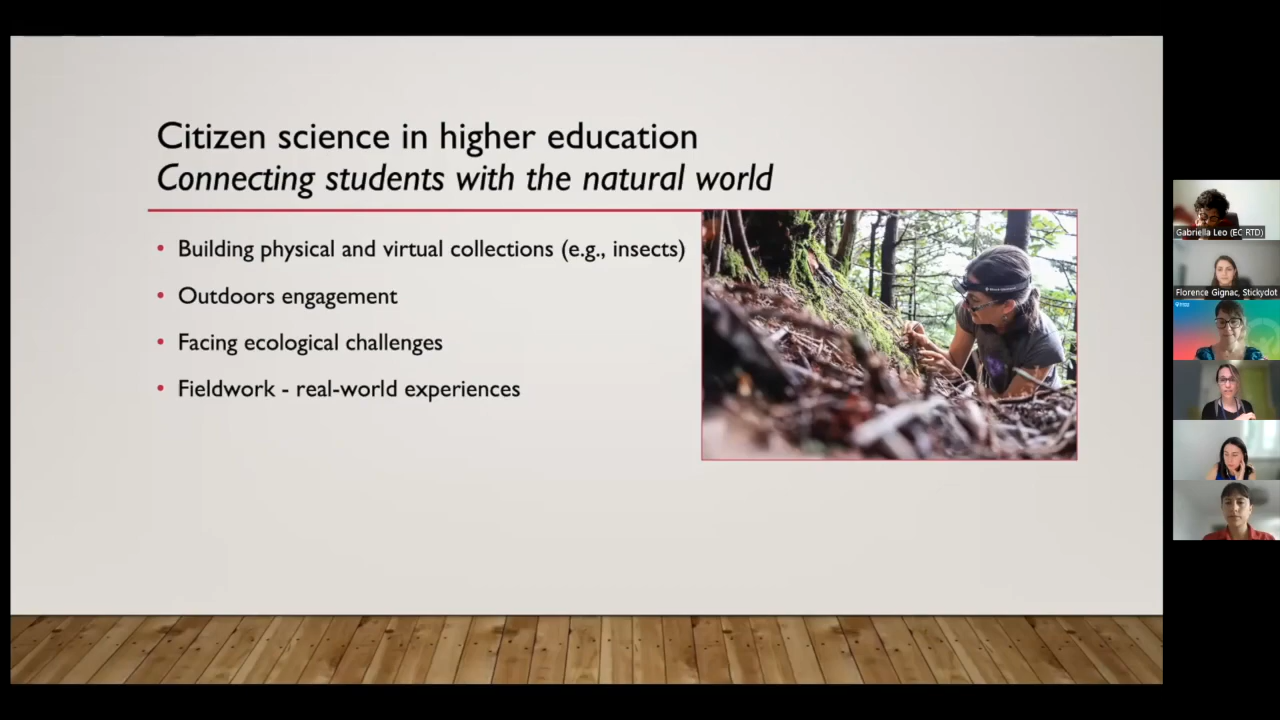 Citizen science in higher education
Connecting students with the natural world
• Building physical and virtual collections (e.g., insects)
• Outdoors engagement
• Facing ecological challenges
• Fieldwork - real-world experiences
Gabriella Leo (EC RTD)
Florence Gignac, Stickydot